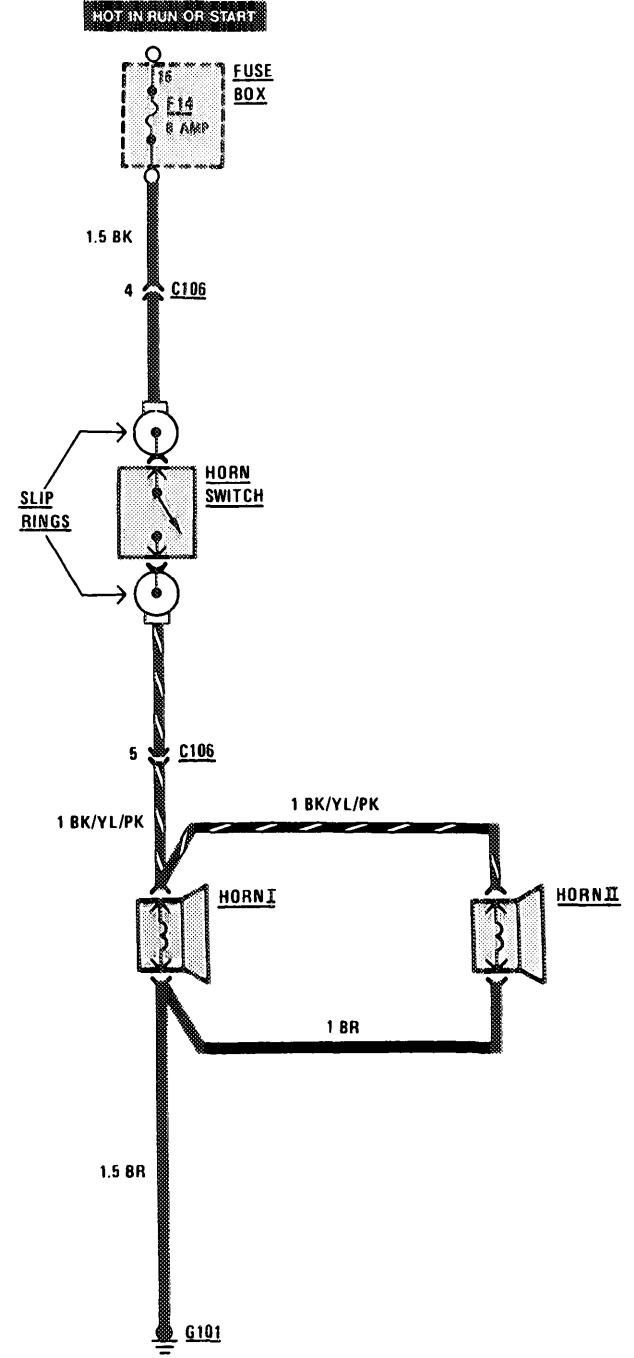 HOT IN RUN OR START
16
F14
8 AMP
FUSE
BOX
1.5 BK
4
C106
HORN
SWITCH
SLIP
RINGS
5
C106
1 BK/YL/PK
1 BK/YL/PK
HORN I
HORN II
1 BR
1.5 BR
G101